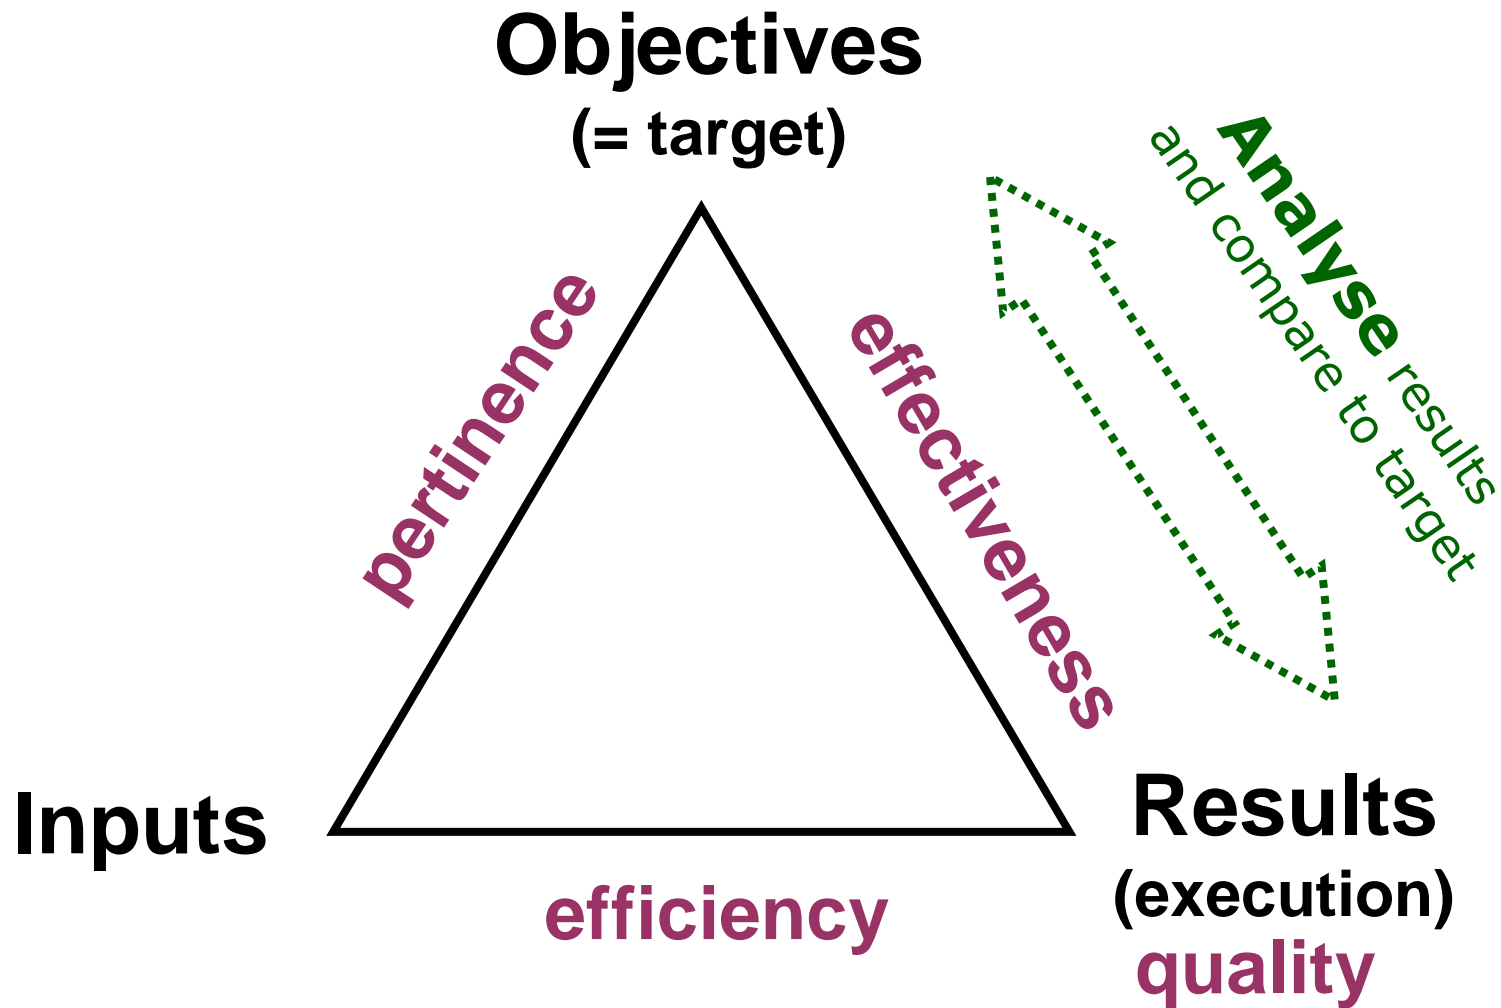 Objectives
(= target)
Analyse results
and compare to target
pertinence
effectiveness
Inputs
Results
(execution)
efficiency
quality